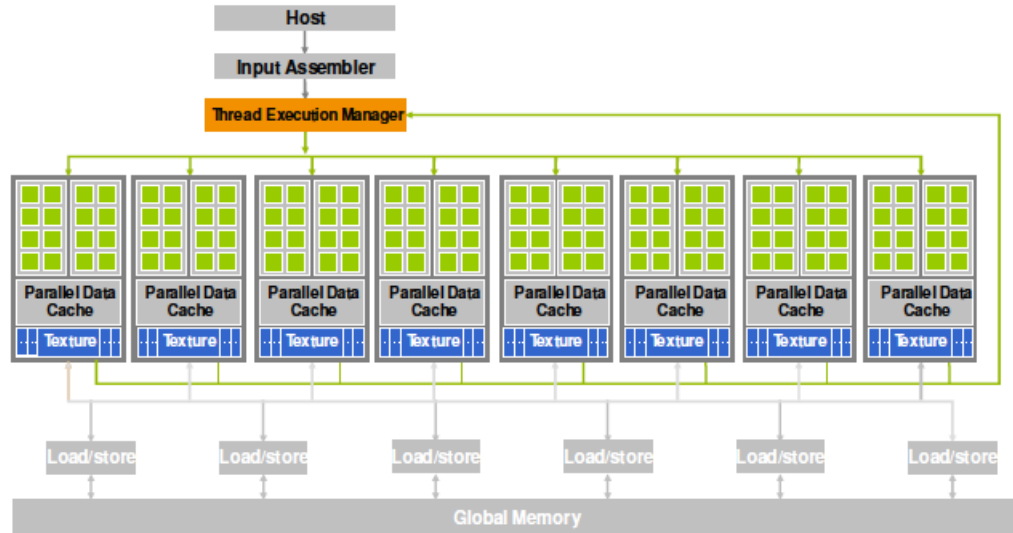 Host
Input Assembler
Thread Execution Manager
Parallel Data
Cache
Texture
Parallel Data
Cache
Texture
Parallel Data
Cache
Texture
Parallel Data
Cache
Texture
Parallel Data
Cache
Texture
Parallel Data
Cache
Texture
Parallel Data
Cache
Texture
Parallel Data
Cache
Texture
Load/store
Load/store
Load/store
Load/store
Load/store
Load/store
Global Memory